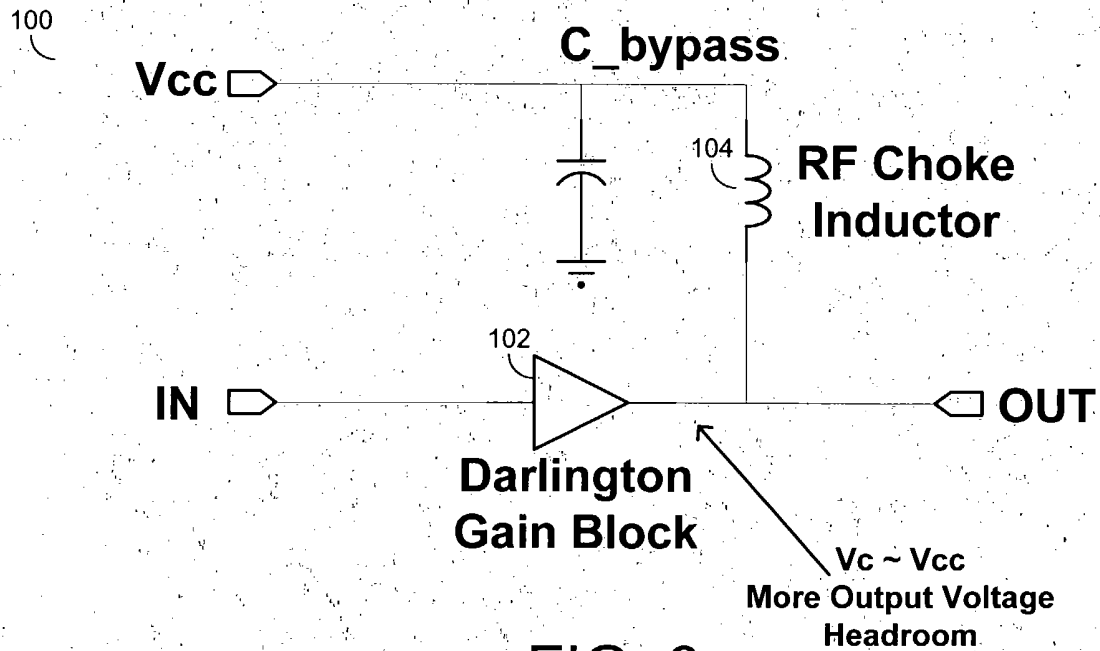 100
C_bypass
Vcc
104
RF Choke
Inductor
102
IN
OUT
Darlington
Gain Block
Vc ~ Vcc
More Output Voltage
Headroom